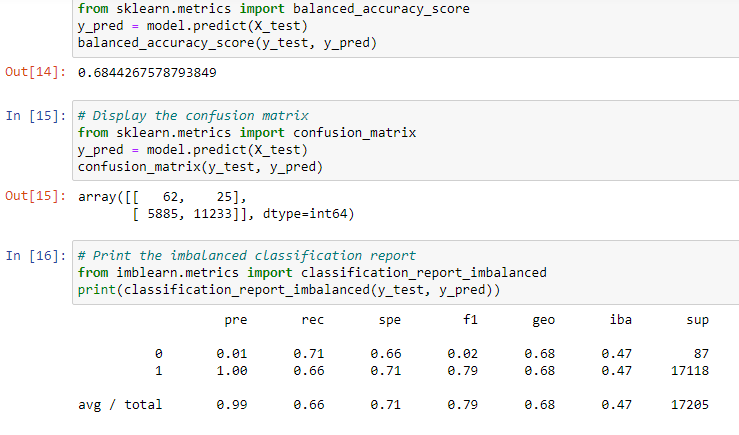 from sklearn.metrics import balanced_accuracy_score
y_pred = model.predict(X_test)
balanced_accuracy_score(y_test, y_pred)
Out[14]: 0.6844267578793849
In [15]: # Display the confusion matrix
from sklearn.metrics import confusion_matrix
y_pred = model.predict(X_test)
confusion_matrix(y_test, y_pred)
Out[15]: array([[   62,    25],
       [ 5885, 11233]], dtype=int64)
In [16]: # Print the imbalanced classification report
from imblearn.metrics import classification_report_imbalanced
print(classification_report_imbalanced(y_test, y_pred))
pre rec spe f1 geo iba sup
0 0.01 0.71 0.66 0.02 0.68 0.47 87
1 1.00 0.66 0.71 0.79 0.68 0.47 17118
avg / total 0.99 0.66 0.71 0.79 0.68 0.47 17205